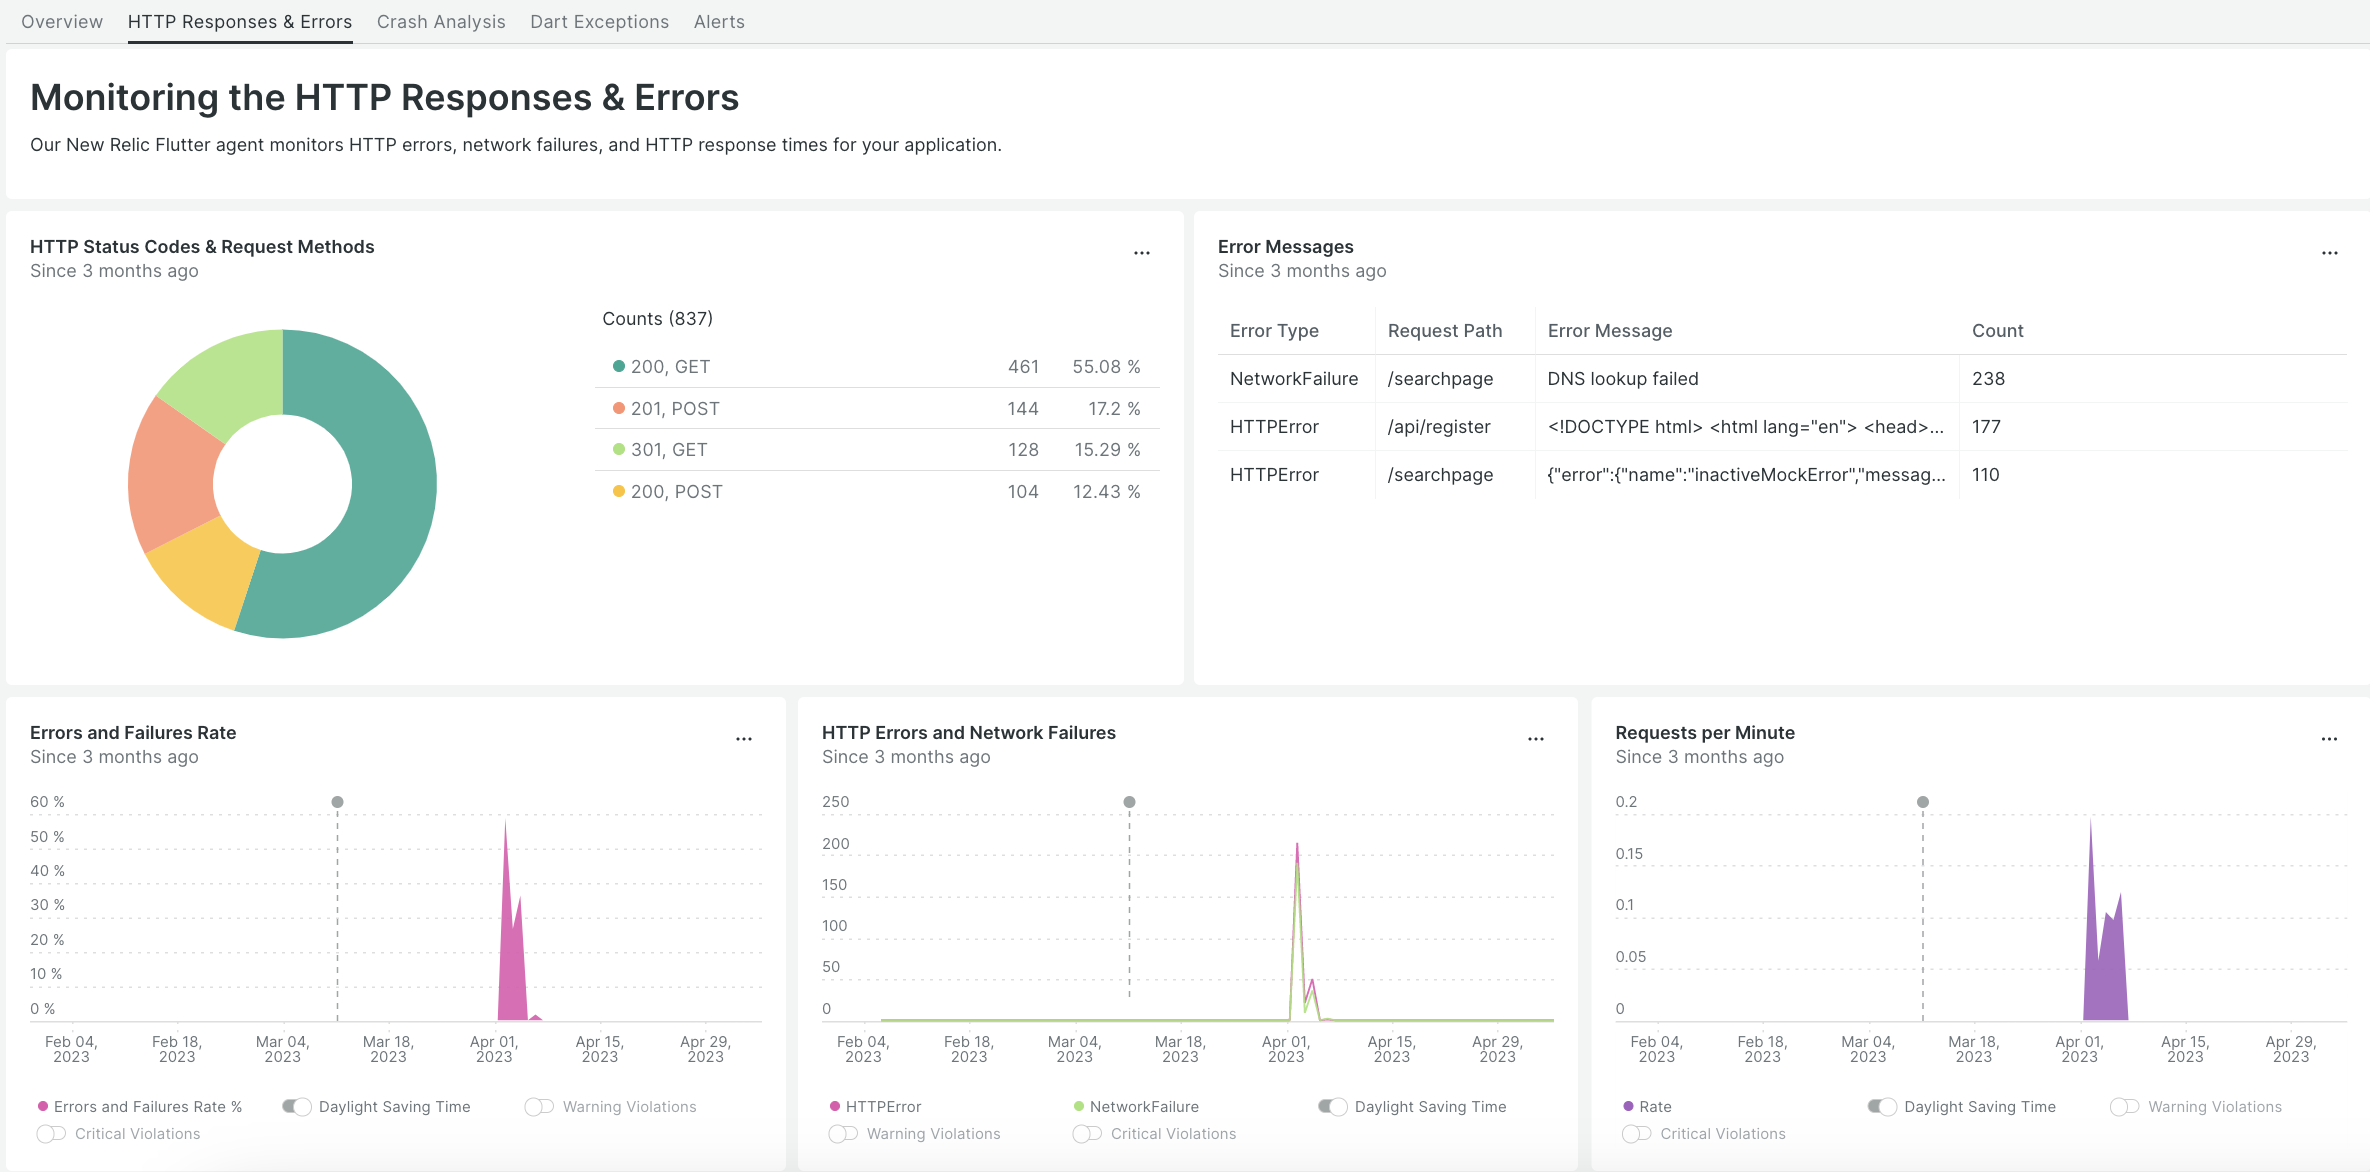 Overview HTTP Responses & Errors Crash Analysis Dart Exceptions Alerts
Monitoring the HTTP Responses & Errors
Our New Relic Flutter agent monitors HTTP errors, network failures, and HTTP response times for your application.
HTTP Status Codes & Request Methods
Since 3 months ago
Counts (837)
200, GET 461 55.08 %
201, POST 144 17.2 %
301, GET 128 15.29 %
200, POST 104 12.43 %
Error Messages
Since 3 months ago
Error Type Request Path Error Message Count
NetworkFailure /searchpage DNS lookup failed 238
HTTPError /api/register <!DOCTYPE html> <html lang="en"> <head>... 177
HTTPError /searchpage {"error":{"name":"inactiveMockError","messag... 110
Errors and Failures Rate
Since 3 months ago
60 %
50 %
40 %
30 %
20 %
10 %
0 %
Feb 04, Feb 18, Mar 04, Mar 18, Apr 01, Apr 15, Apr 29,
2023 2023 2023 2023 2023 2023 2023
Errors and Failures Rate % Daylight Saving Time Warning Violations
Critical Violations
HTTP Errors and Network Failures
Since 3 months ago
250
200
150
100
50
0
Feb 04, Feb 18, Mar 04, Mar 18, Apr 01, Apr 15, Apr 29,
2023 2023 2023 2023 2023 2023 2023
HTTPError NetworkFailure Daylight Saving Time
Warning Violations Critical Violations
Requests per Minute
Since 3 months ago
0.2
0.15
0.1
0.05
0
Feb 04, Feb 18, Mar 04, Mar 18, Apr 01, Apr 15, Apr 29,
2023 2023 2023 2023 2023 2023 2023
Rate Daylight Saving Time Warning Violations
Critical Violations